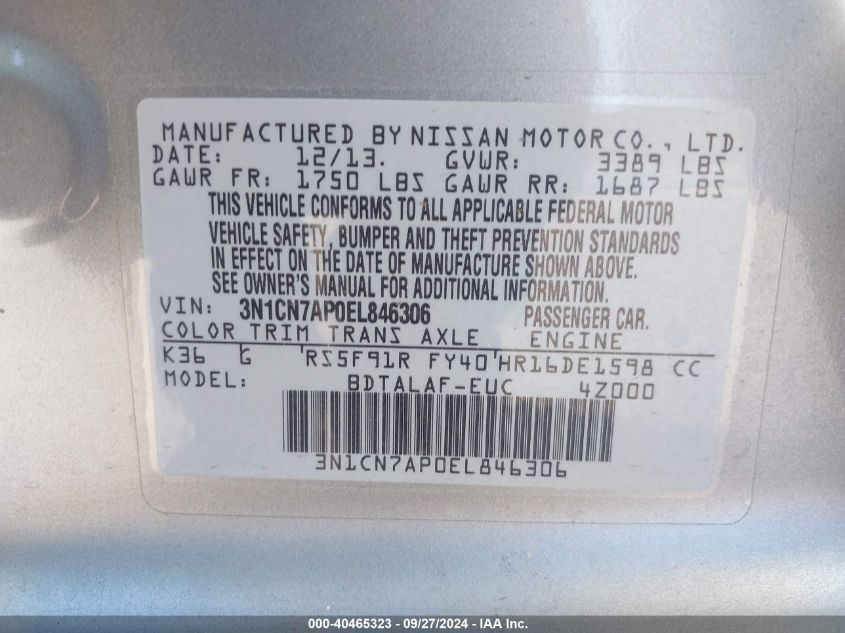 MANUFACTURED BY NISSAN MOTOR CO., LTD.
DATE: 12/13. GVWR: 3389 LBS
GAWR FR: 1750 LBS GAWR RR: 1687 LBS
THIS VEHICLE CONFORMS TO ALL APPLICABLE FEDERAL MOTOR
VEHICLE SAFETY, BUMPER AND THEFT PREVENTION STANDARDS
IN EFFECT ON THE DATE OF MANUFACTURE SHOWN ABOVE.
SEE OWNER'S MANUAL FOR ADDITIONAL INFORMATION.
VIN: 3N1CN7AP0EL846306 PASSENGER CAR.
COLOR TRIM TRANS AXLE ENGINE
K36 G RS5F91R FY40 HR16DE1598 CC
MODEL: BDTALAF-EUC 4Z000
3N1CN7AP0EL846306
000-40465323 - 09/27/2024 - IAA Inc.